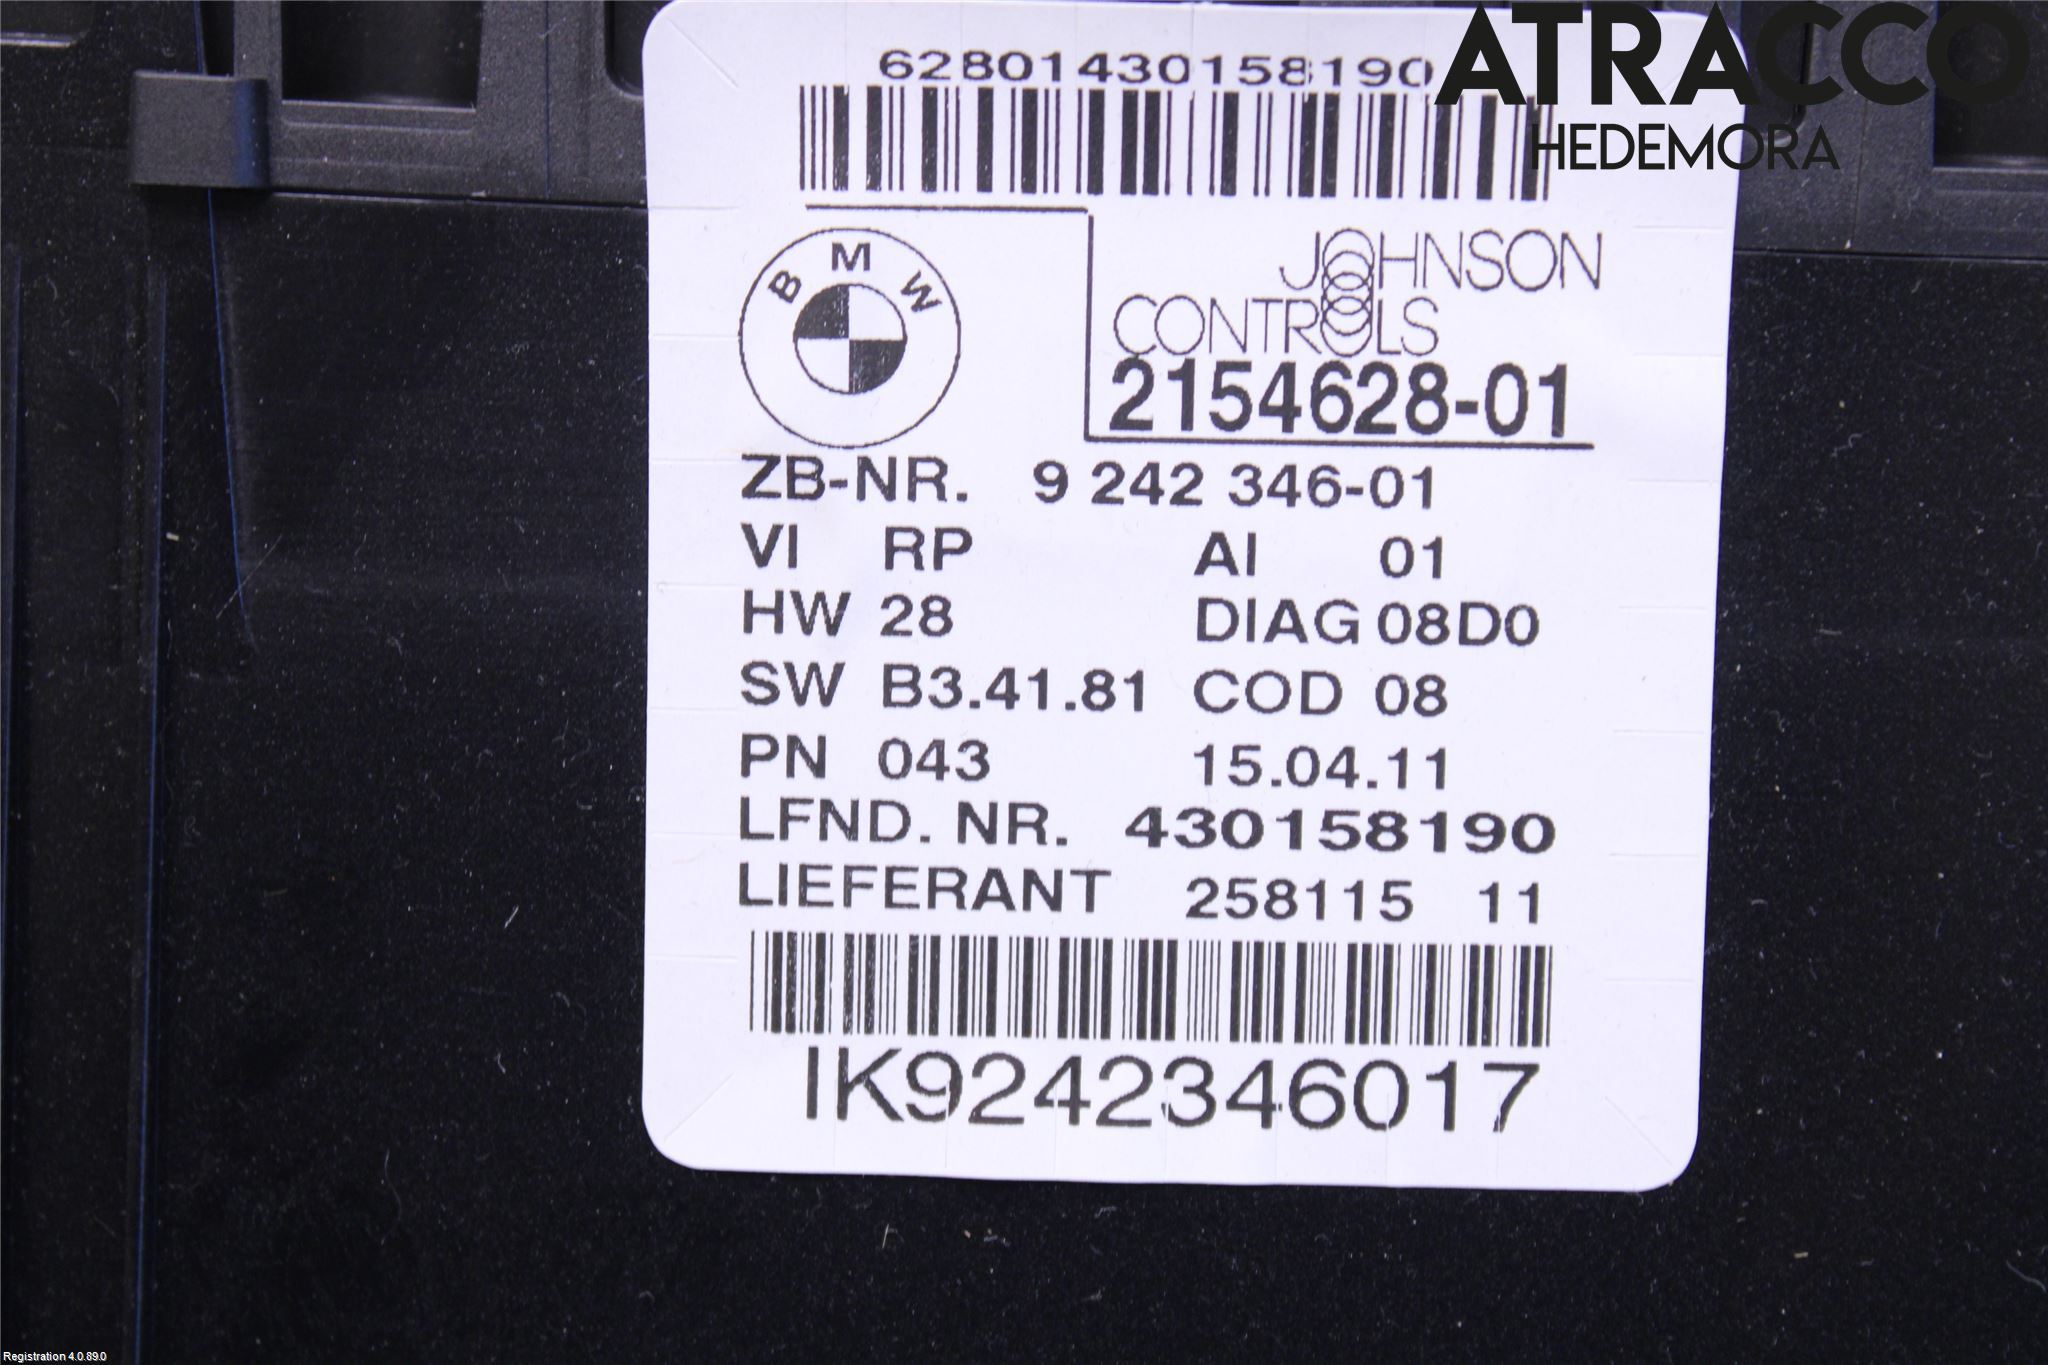 ATRACCO
HEDEMORA
62801430158190
BMW
JOHNSON
CONTROLS
2154628-01
ZB-NR. 9 242 346-01
VI RP AI 01
HW 28 DIAG 08D0
SW B3.41.81 COD 08
PN 043 15.04.11
LFND. NR. 430158190
LIEFERANT 258115 11
IK9242346017
Registration 4.0.89.0